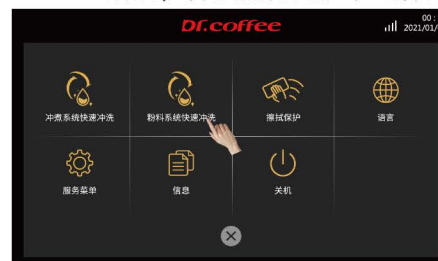 Dr.coffee
00 :
2021/01/
冲煮系统快速冲洗
粉料系统快速冲洗
擦拭保护
语言
服务菜单
信息
关机